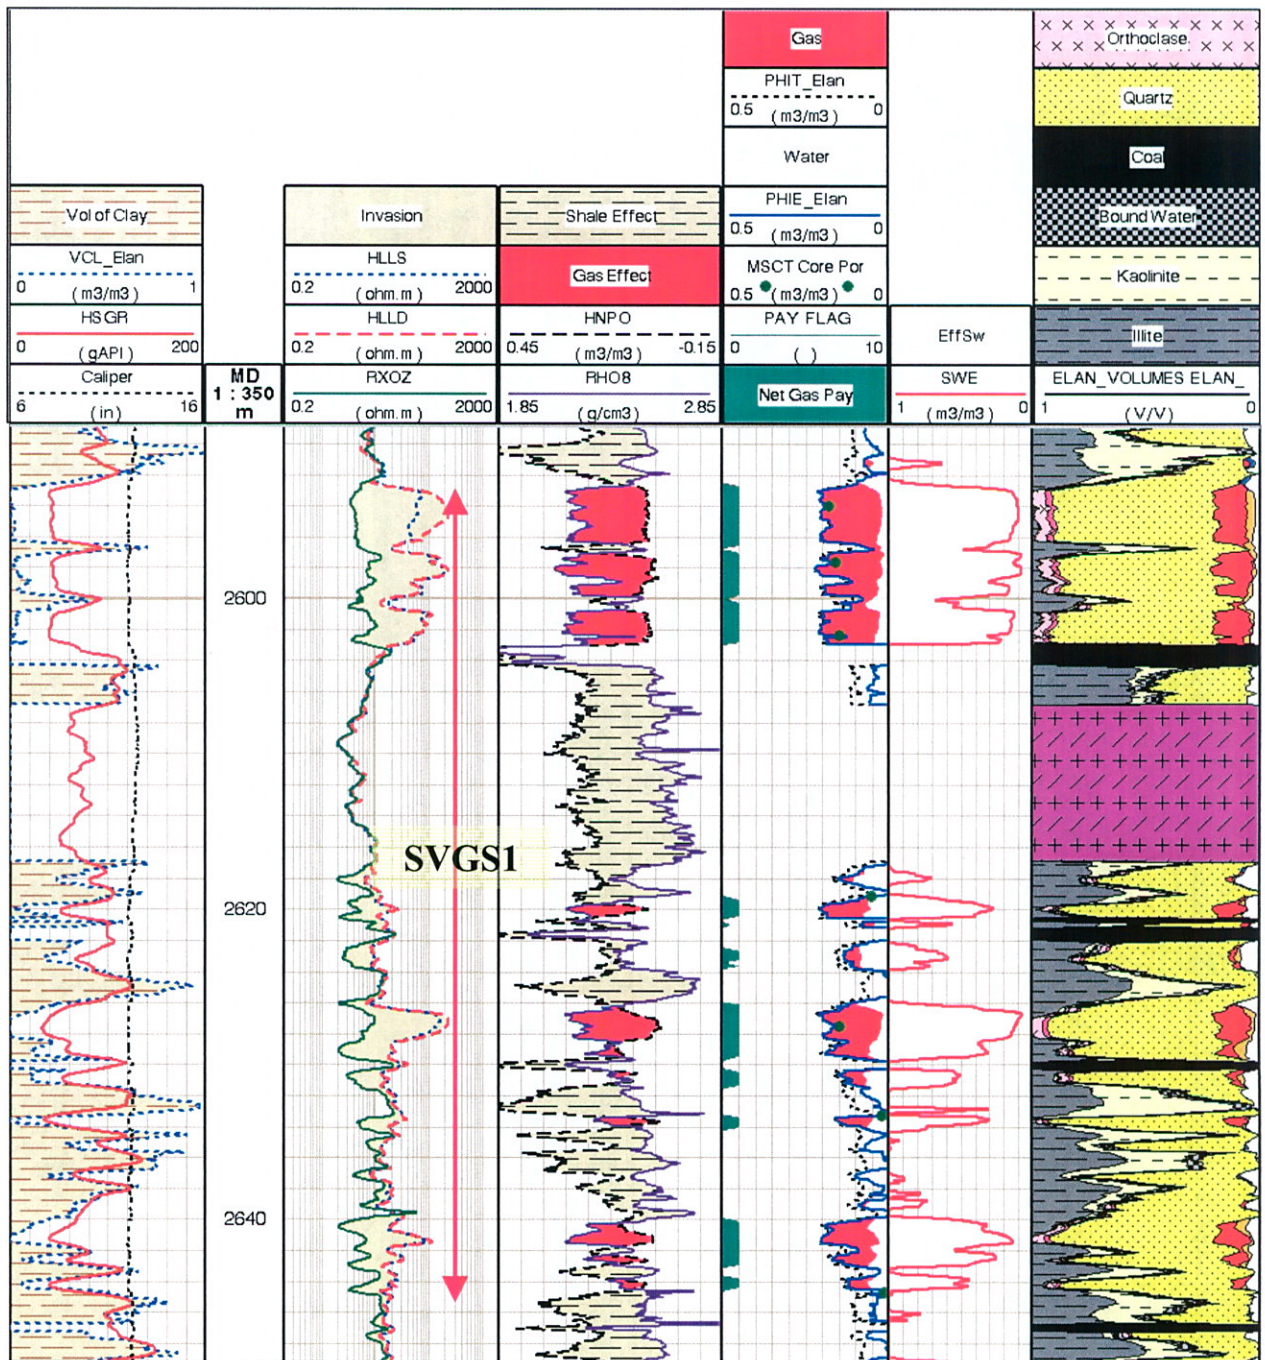 Gas
Orthoclase
PHIT_Elan
0.5 (m3/m3) 0
Quartz
Water
Coal
Vol of Clay
Invasion
Shale Effect
PHIE_Elan
0.5 (m3/m3) 0
Bound Water
VCL_Elan
0 (m3/m3) 1
HLLS
0.2 (ohm.m) 2000
Gas Effect
MSCT Core Por
0.5 (m3/m3) 0
Kaolinite
HSGR
0 (gAPI) 200
HLLD
0.2 (ohm.m) 2000
HNPO
0.45 (m3/m3) -0.15
PAY FLAG
0 ( ) 10
EffSw
Illite
Caliper
6 (in) 16
MD
1 : 350
m
RXOZ
0.2 (ohm.m) 2000
RHO8
1.85 (g/cm3) 2.85
Net Gas Pay
SWE
1 (m3/m3) 0
ELAN_VOLUMES ELAN_
1 (V/V) 0
2600
SVGS1
2620
2640